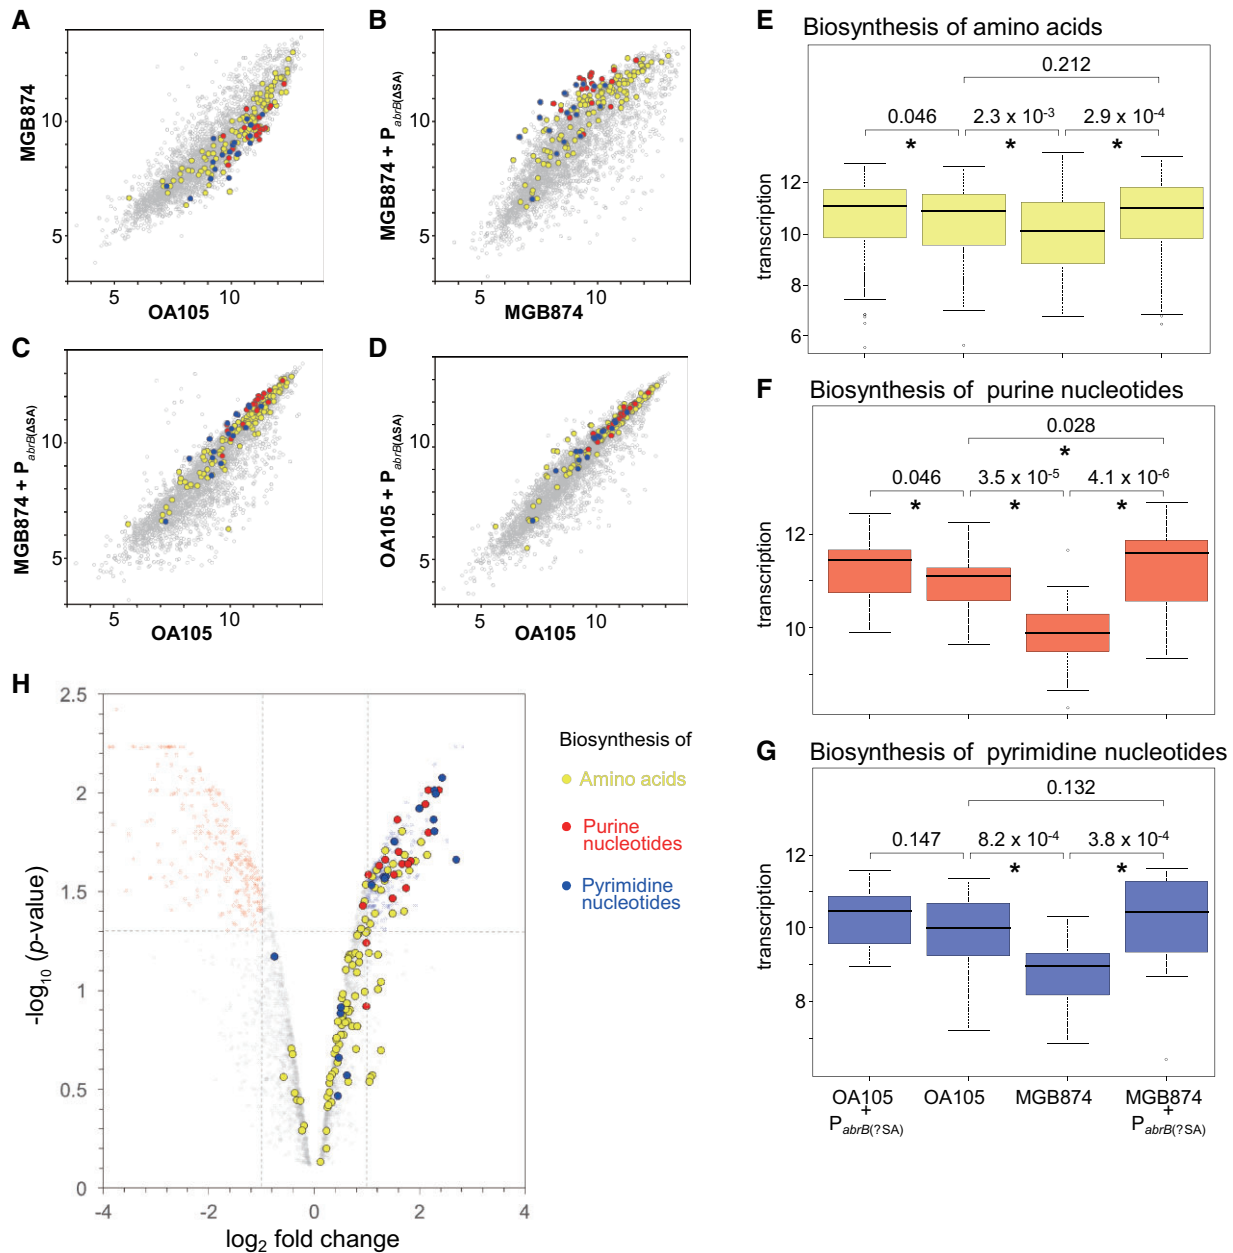 A
MGB874
10
5
5
10
OA105
B
MGB874 + PabrB(ΔSA)
10
5
5
10
MGB874
C
MGB874 + PabrB(ΔSA)
10
5
5
10
OA105
D
OA105 + PabrB(ΔSA)
10
5
5
10
OA105
E Biosynthesis of amino acids
0.212
0.046 2.3 x 10-3 2.9 x 10-4
* * *
transcription
12
10
8
6
F Biosynthesis of purine nucleotides
0.028
*
0.046 3.5 x 10-5 4.1 x 10-6
* * *
transcription
12
10
G Biosynthesis of pyrimidine nucleotides
0.132
0.147 8.2 x 10-4 3.8 x 10-4
* *
transcription
12
10
8
OA105 + PabrB(?SA)
OA105
MGB874
MGB874 + PabrB(?SA)
H
-log10 (p-value)
2.5
2
1.5
1
0.5
0
-4 -2 0 2 4
log2 fold change
Biosynthesis of
Amino acids
Purine
nucleotides
Pyrimidine
nucleotides